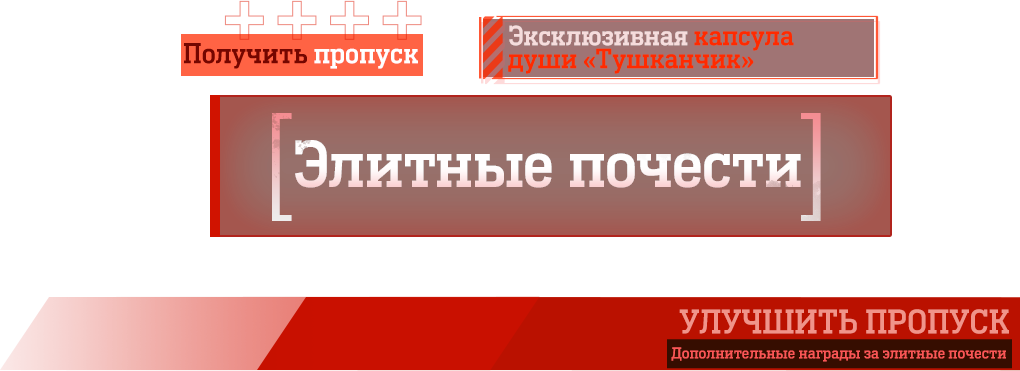 Получить пропуск
Эксклюзивная капсула
души «Тушканчик»
Элитные почести
УЛУЧШИТЬ ПРОПУСК
Дополнительные награды за элитные почести